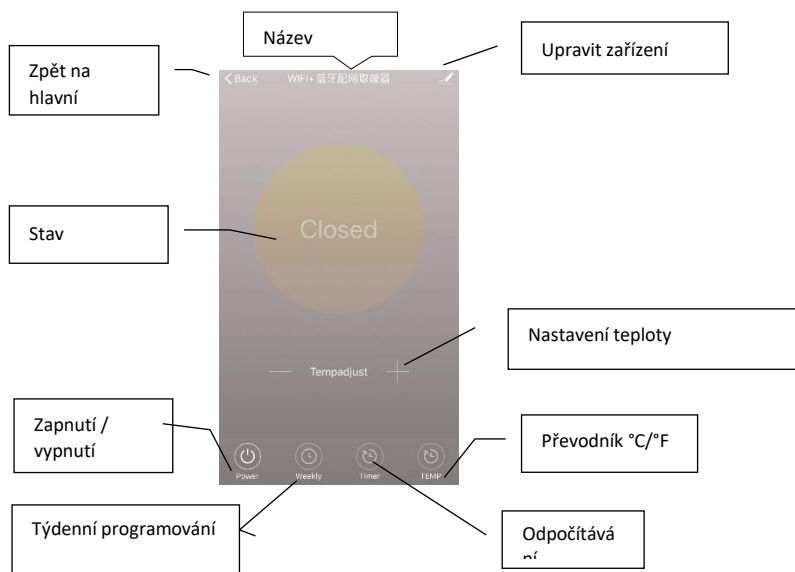 Název
Upravit zařízení
Zpět na
hlavní
Back
WIFI+蓝牙配网取暖器
Stav
Closed
Nastavení teploty
Tempadjust
Zapnutí /
vypnutí
Převodník °C/°F
Power
Weekly
Timer
TEMP
Týdenní programování
Odpočítává
ní